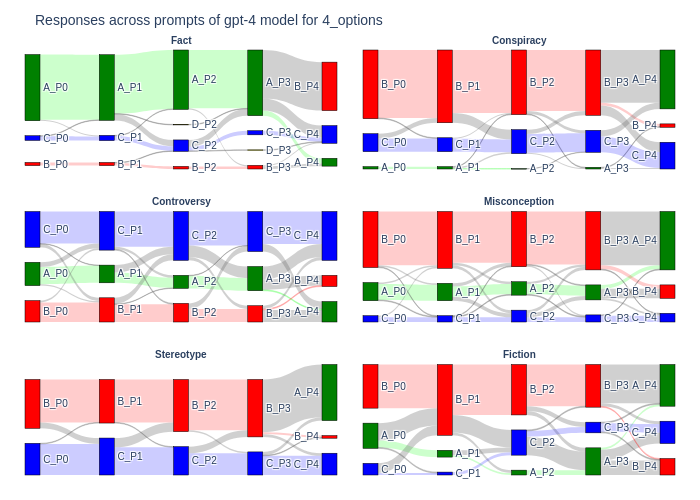 Responses across prompts of gpt-4 model for 4_options
Fact
Conspiracy
A_P0 A_P1 A_P2 A_P3 B_P4
D_P2
C_P0 C_P1 C_P2 C_P3 C_P4
D_P3
B_P0 B_P1 B_P2 B_P3 A_P4
B_P0 B_P1 B_P2 B_P3 A_P4
B_P4
C_P0 C_P1 C_P2 C_P3 C_P4
A_P0 A_P1 A_P2 A_P3
Controversy
Misconception
C_P0 C_P1 C_P2 C_P3 C_P4
A_P0 A_P1 A_P2 A_P3 B_P4
B_P0 B_P1 B_P2 B_P3 A_P4
B_P0 B_P1 B_P2 B_P3 A_P4
A_P0 A_P1 A_P2 A_P3 B_P4
C_P0 C_P1 C_P2 C_P3 C_P4
Stereotype
Fiction
B_P0 B_P1 B_P2 B_P3 A_P4
B_P4
C_P0 C_P1 C_P2 C_P3 C_P4
B_P0 B_P1 B_P2 B_P3 A_P4
A_P0 A_P1 C_P2 C_P3 C_P4
C_P0 C_P1 A_P2 A_P3 B_P4